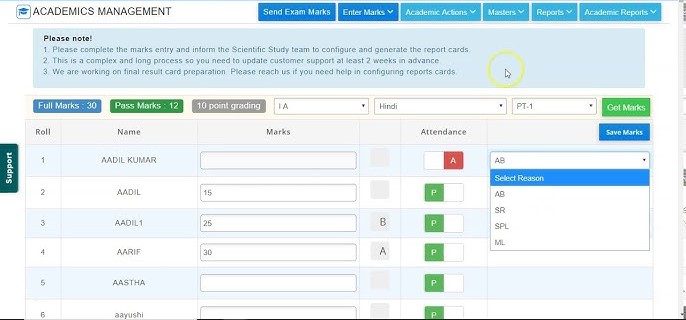 ACADEMICS MANAGEMENT Send Exam Marks Enter Marks Academic Actions Masters Reports Academic Reports
Please note!
1. Please complete the marks entry and inform the Scientific Study team to configure and generate the report cards.
2. This is a complex and long process so you need to update customer support at least 2 weeks in advance.
3. We are working on final result card preparation. Please reach us if you need help in configuring reports cards.
Full Marks : 30 Pass Marks : 12 10 point grading I A Hindi PT-1 Get Marks
Roll Name Marks Attendance Save Marks
1 AADIL KUMAR A AB
Select Reason
2 AADIL 15 P AB
SR
3 AADIL1 25 B P SPL
ML
4 AARIF 30 A P
5 AASTHA P
6 aayushi P
Support